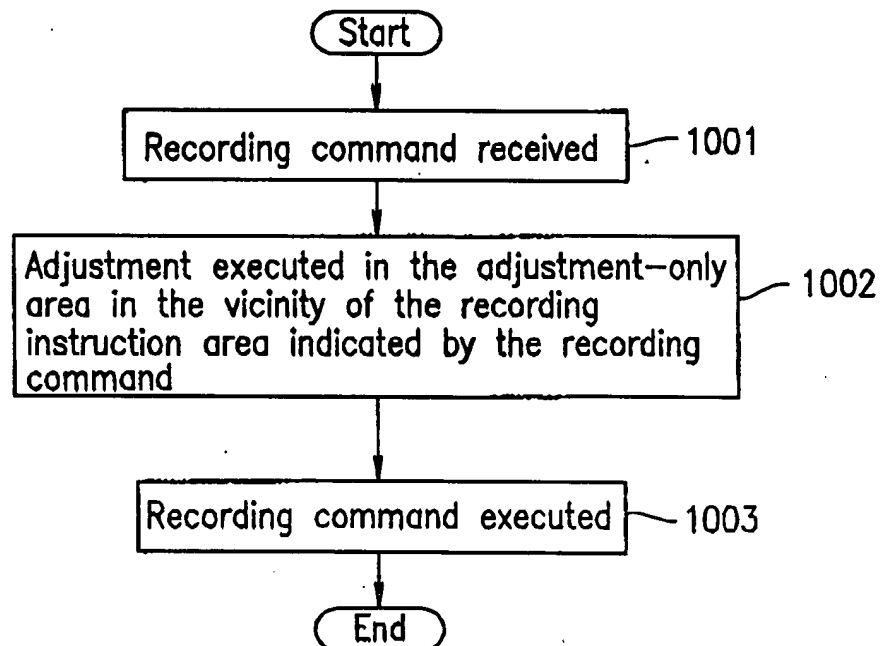 Start
Recording command received
1001
Adjustment executed in the adjustment-only
area in the vicinity of the recording
instruction area indicated by the recording
command
1002
Recording command executed
1003
End